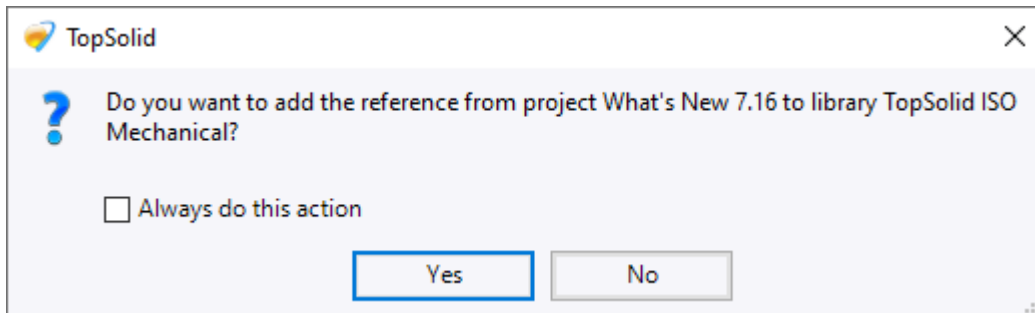 TopSolid
Do you want to add the reference from project What's New 7.16 to library TopSolid ISO
Mechanical?
Always do this action
Yes No